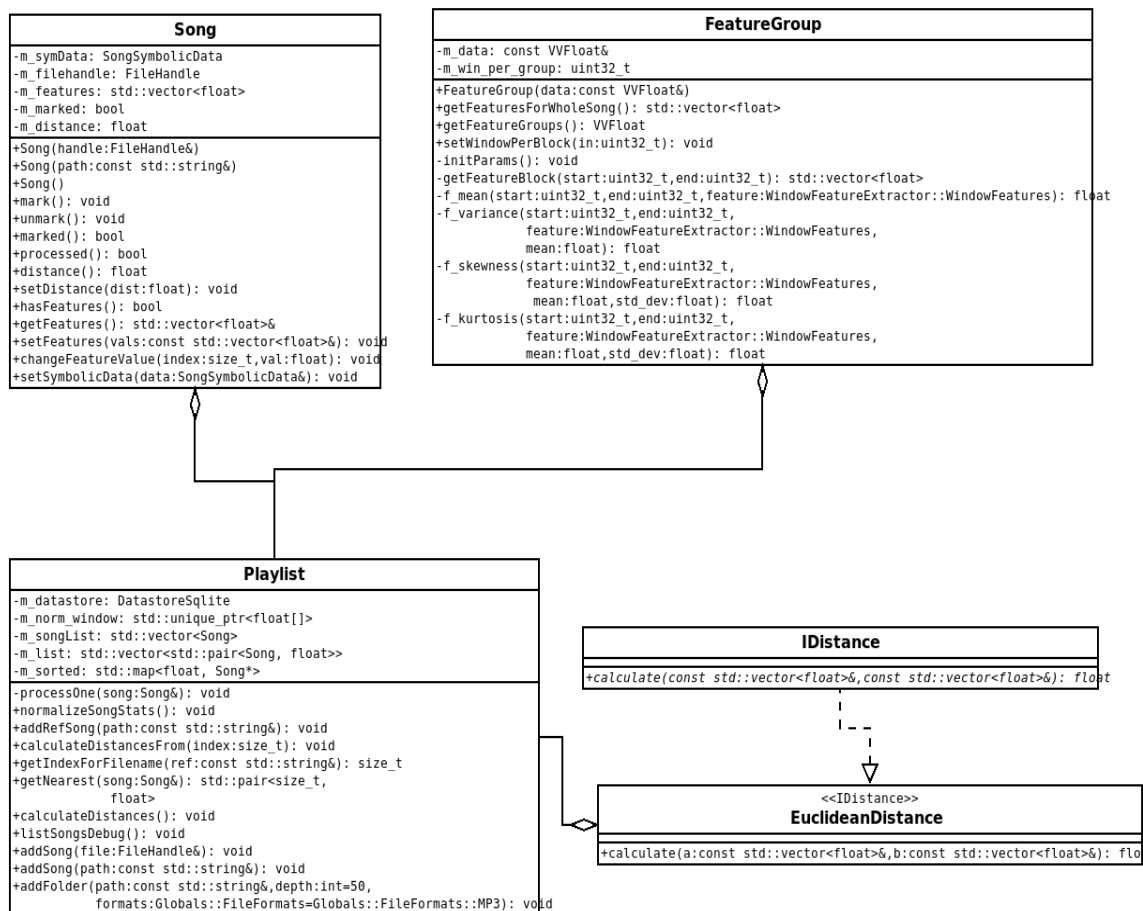 Song
-m_symData: SongSymbolicData
-m_filehandle: FileHandle
-m_features: std::vector<float>
-m_marked: bool
-m_distance: float
+Song(handle:FileHandle&)
+Song(path:const std::string&)
+Song()
+mark(): void
+unmark(): void
+marked(): bool
+processed(): bool
+distance(): float
+setDistance(dist:float): void
+hasFeatures(): bool
+getFeatures(): std::vector<float>&
+setFeatures(vals:const std::vector<float>&): void
+changeFeatureValue(index:size_t,val:float): void
+setSymbolicData(data:SongSymbolicData&): void
FeatureGroup
-m_data: const VVFloat&
-m_win_per_group: uint32_t
+FeatureGroup(data:const VVFloat&)
+getFeaturesForWholeSong(): std::vector<float>
+getFeatureGroups(): VVFloat
+setWindowPerBlock(in:uint32_t): void
-initParams(): void
-getFeatureBlock(start:uint32_t,end:uint32_t): std::vector<float>
-f_mean(start:uint32_t,end:uint32_t,feature:WindowFeatureExtractor::WindowFeatures): float
-f_variance(start:uint32_t,end:uint32_t,
feature:WindowFeatureExtractor::WindowFeatures,
mean:float): float
-f_skewness(start:uint32_t,end:uint32_t,
feature:WindowFeatureExtractor::WindowFeatures,
mean:float,std_dev:float): float
-f_kurtosis(start:uint32_t,end:uint32_t,
feature:WindowFeatureExtractor::WindowFeatures,
mean:float,std_dev:float): float
Playlist
-m_datastore: DatastoreSqlite
-m_norm_window: std::unique_ptr<float[]>
-m_songList: std::vector<Song>
-m_list: std::vector<std::pair<Song, float>>
-m_sorted: std::map<float, Song*>
-processOne(song:Song&): void
+normalizeSongStats(): void
+addRefSong(path:const std::string&): void
+calculateDistancesFrom(index:size_t): void
+getIndexForFilename(ref:const std::string&): size_t
+getNearest(song:Song&): std::pair<size_t,
float>
+calculateDistances(): void
+listSongsDebug(): void
+addSong(file:FileHandle&): void
+addSong(path:const std::string&): void
+addFolder(path:const std::string&,depth:int=50,
formats:Globals::FileFormats=Globals::FileFormats::MP3): void
IDistance
+calculate(const std::vector<float>&,const std::vector<float>&): float
<<IDistance>>
EuclideanDistance
+calculate(a:const std::vector<float>&,b:const std::vector<float>&): flo